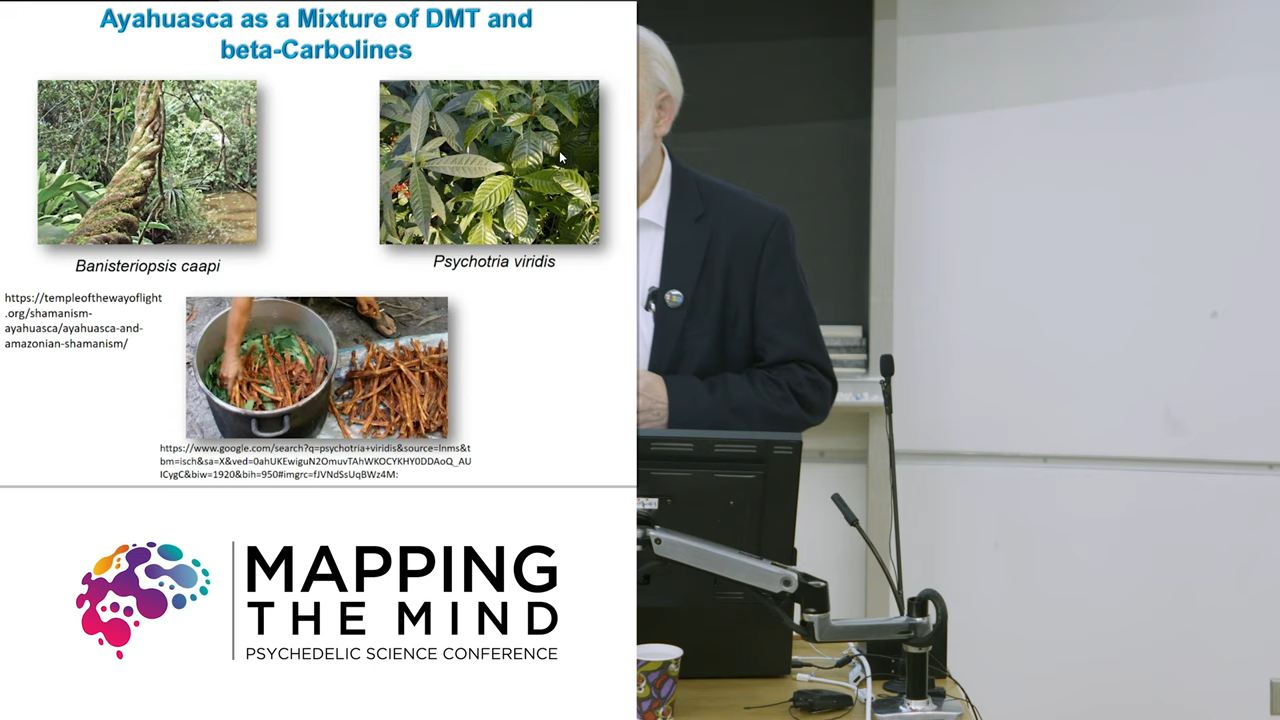 Ayahuasca as a Mixture of DMT and
beta-Carbolines
Banisteriopsis caapi
Psychotria viridis
https://templeofthewayoflight
.org/shamanism-
ayahuasca/ayahuasca-and-
amazonian-shamanism/
https://www.google.com/search?q=psychotria+viridis&source=lnms&t
bm=isch&sa=X&ved=0ahUKEwiguN2OmuvTAhWKOCYKHY0DDAoQ_AU
ICygC&biw=1920&bih=950#imgrc=fJVNdSsUqBWz4M:
MAPPING
THE MIND
PSYCHEDELIC SCIENCE CONFERENCE